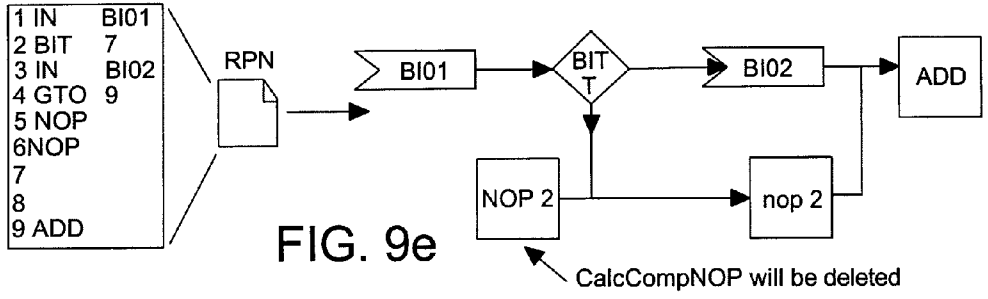 1 IN BI01
2 BIT 7
3 IN BI02
4 GTO 9
5 NOP
6NOP
7
8
9 ADD
RPN
BI01
BIT
T
BI02
ADD
NOP 2
nop 2
FIG. 9e
CalcCompNOP will be deleted